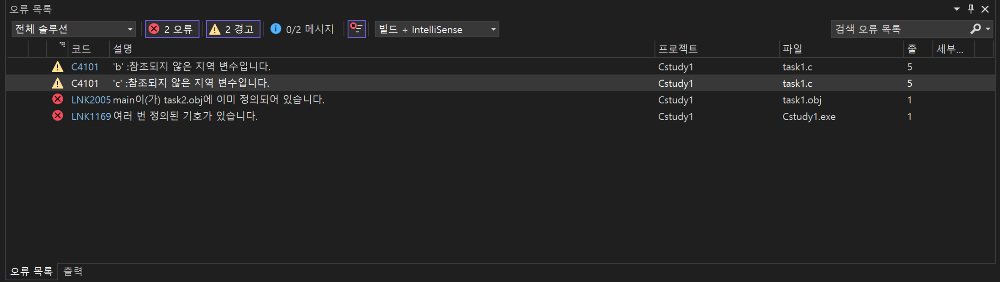 오류 목록
전체 솔루션 2 오류 2 경고 0/2 메시지 빌드 + IntelliSense 검색 오류 목록
코드 설명 프로젝트 파일 줄 세부...
C4101 'b' :참조되지 않은 지역 변수입니다. Cstudy1 task1.c 5
C4101 'c' :참조되지 않은 지역 변수입니다. Cstudy1 task1.c 5
LNK2005 main이(가) task2.obj에 이미 정의되어 있습니다. Cstudy1 task1.obj 1
LNK1169 여러 번 정의된 기호가 있습니다. Cstudy1 Cstudy1.exe 1
오류 목록 출력